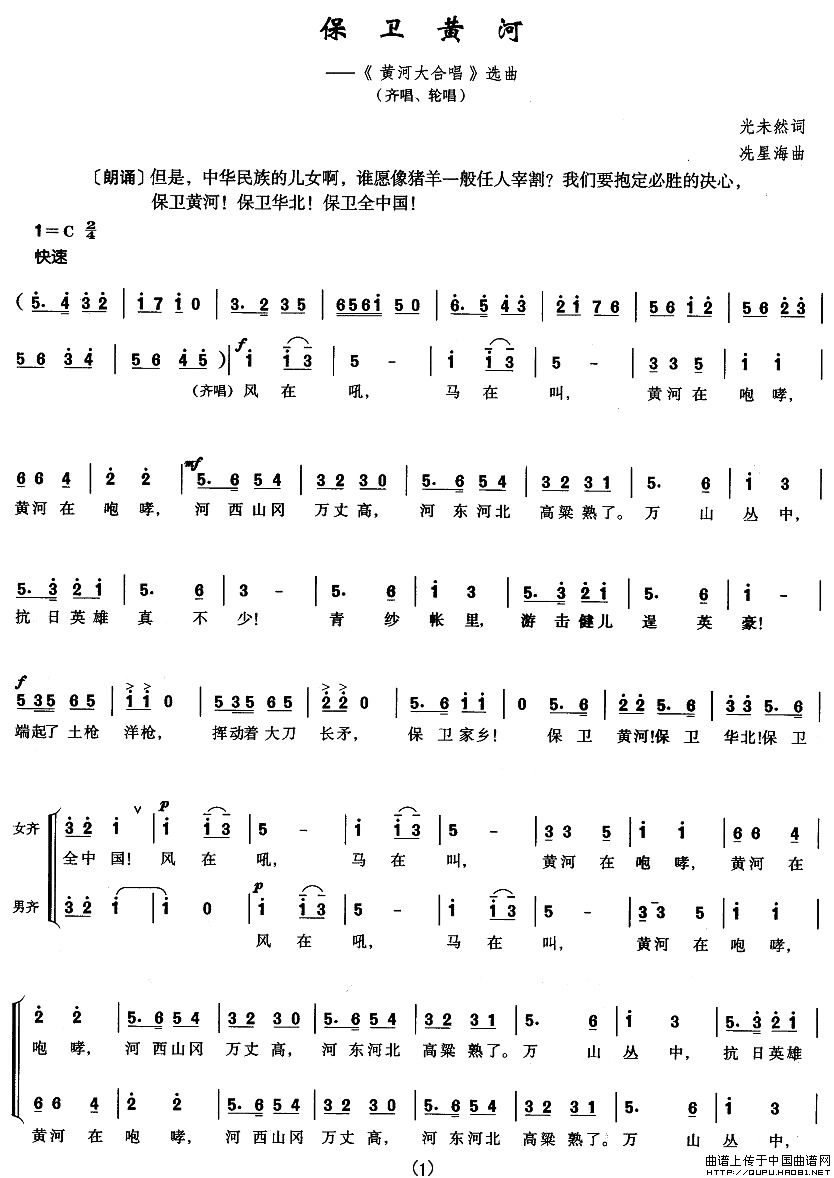 保卫黄河
——《黄河大合唱》选曲
（齐唱、轮唱）
光未然词
冼星海曲
〔朗诵〕但是，中华民族的儿女啊，谁愿像猪羊一般任人宰割？我们要抱定必胜的决心，
保卫黄河！保卫华北！保卫全中国！
1=C 2/4
快速
(5. 4 3 2 | 1 7 1 0 | 3. 2 3 5 | 6561 5 0 | 6. 5 4 3 | 2 1 7 6 | 5 6 1 2 | 5 6 2 3 |
5 6 3 4 | 5 6 4 5 )| f 1 1 3 | 5 - | 1 1 3 | 5 - | 3 3 5 | 1 1 |
（齐唱）风 在 吼， 马 在 叫， 黄河 在 咆 哮，
6 6 4 | 2 2 | mf 5. 6 5 4 | 3 2 3 0 | 5. 6 5 4 | 3 2 3 1 | 5. 6 | 1 3 |
黄河 在 咆 哮， 河 西山冈 万丈 高， 河 东河北 高粱 熟了。 万 山 丛 中，
5. 3 2 1 | 5. 6 | 3 - | 5. 6 | 1 3 | 5. 3 2 1 | 5. 6 | 1 - |
抗 日英雄 真 不 少！ 青 纱 帐 里， 游 击健儿 逞 英 豪！
f
5 3 5 6 5 | 1 1 0 | 5 3 5 6 5 | 2 2 0 | 5. 6 1 1 | 0 5. 6 | 2 2 5. 6 | 3 3 5. 6 |
端起了 土枪 洋枪， 挥动着 大刀 长矛， 保 卫家乡！ 保 卫 黄河！保 卫 华北！保 卫
女齐 3 2 1 | p 1 1 3 | 5 - | 1 1 3 | 5 - | 3 3 5 | 1 1 | 6 6 4
全中 国！ 风 在 吼， 马 在 叫， 黄河 在 咆 哮， 黄河 在
男齐 3 2 1 | 1 0 | p 1 1 3 | 5 - | 1 1 3 | 5 - | 3 3 5 | 1 1 |
风 在 吼， 马 在 叫， 黄河 在 咆 哮，
2 2 | 5. 6 5 4 | 3 2 3 0 | 5. 6 5 4 | 3 2 3 1 | 5. 6 | 1 3 | 5. 3 2 1 |
咆 哮， 河 西山冈 万丈 高， 河 东河北 高粱 熟了。 万 山 丛 中， 抗 日英雄
6 6 4 | 2 2 | 5. 6 5 4 | 3 2 3 0 | 5. 6 5 4 | 3 2 3 1 | 5. 6 | 1 3 |
黄河 在 咆 哮， 河 西山冈 万丈 高， 河 东河北 高粱 熟了。 万 山 丛 中，
（1）
曲谱上传于中国曲谱网
http://QUPU.HAO81.NET